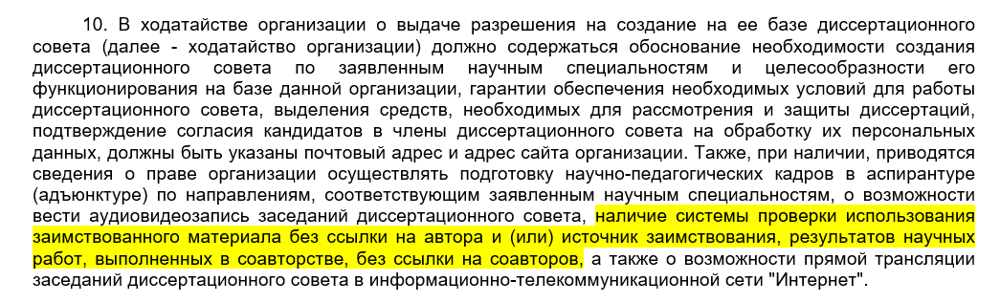 10. В ходатайстве организации о выдаче разрешения на создание на ее базе диссертационного
совета (далее - ходатайство организации) должно содержаться обоснование необходимости создания
диссертационного совета по заявленным научным специальностям и целесообразности его
функционирования на базе данной организации, гарантии обеспечения необходимых условий для работы
диссертационного совета, выделения средств, необходимых для рассмотрения и защиты диссертаций,
подтверждение согласия кандидатов в члены диссертационного совета на обработку их персональных
данных, должны быть указаны почтовый адрес и адрес сайта организации. Также, при наличии, приводятся
сведения о праве организации осуществлять подготовку научно-педагогических кадров в аспирантуре
(адъюнктуре) по направлениям, соответствующим заявленным научным специальностям, о возможности
вести аудиовидеозапись заседаний диссертационного совета, наличие системы проверки использования
заимствованного материала без ссылки на автора и (или) источник заимствования, результатов научных
работ, выполненных в соавторстве, без ссылки на соавторов, а также о возможности прямой трансляции
заседаний диссертационного совета в информационно-телекоммуникационной сети "Интернет".